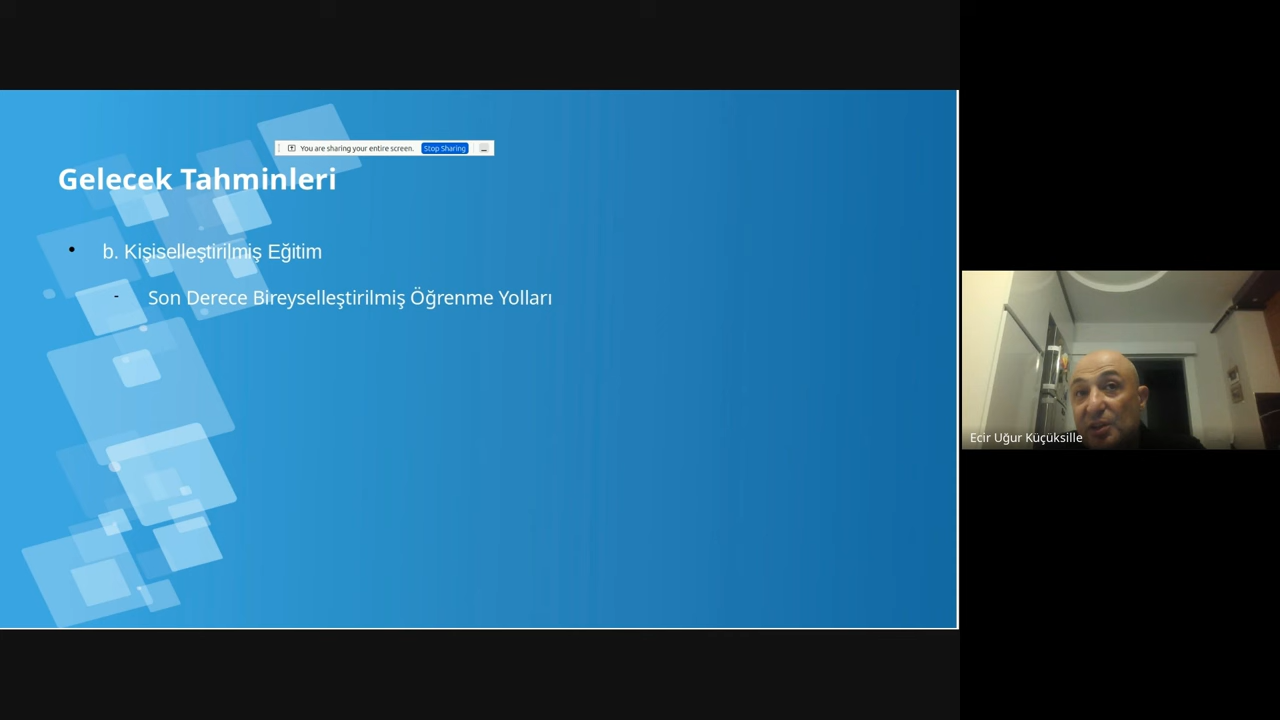 You are sharing your entire screen. Stop Sharing
Gelecek Tahminleri
• b. Kişiselleştirilmiş Eğitim
- Son Derece Bireyselleştirilmiş Öğrenme Yolları
Ecir Uğur Küçüksille